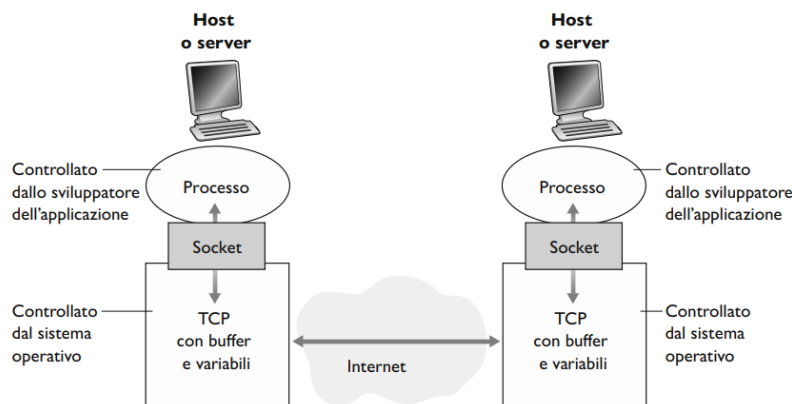 Host
o server
Controllato
dallo sviluppatore
dell'applicazione
Processo
Socket
Controllato
dal sistema
operativo
TCP
con buffer
e variabili
Internet
Host
o server
Processo
Controllato
dallo sviluppatore
dell'applicazione
Socket
TCP
con buffer
e variabili
Controllato
dal sistema
operativo